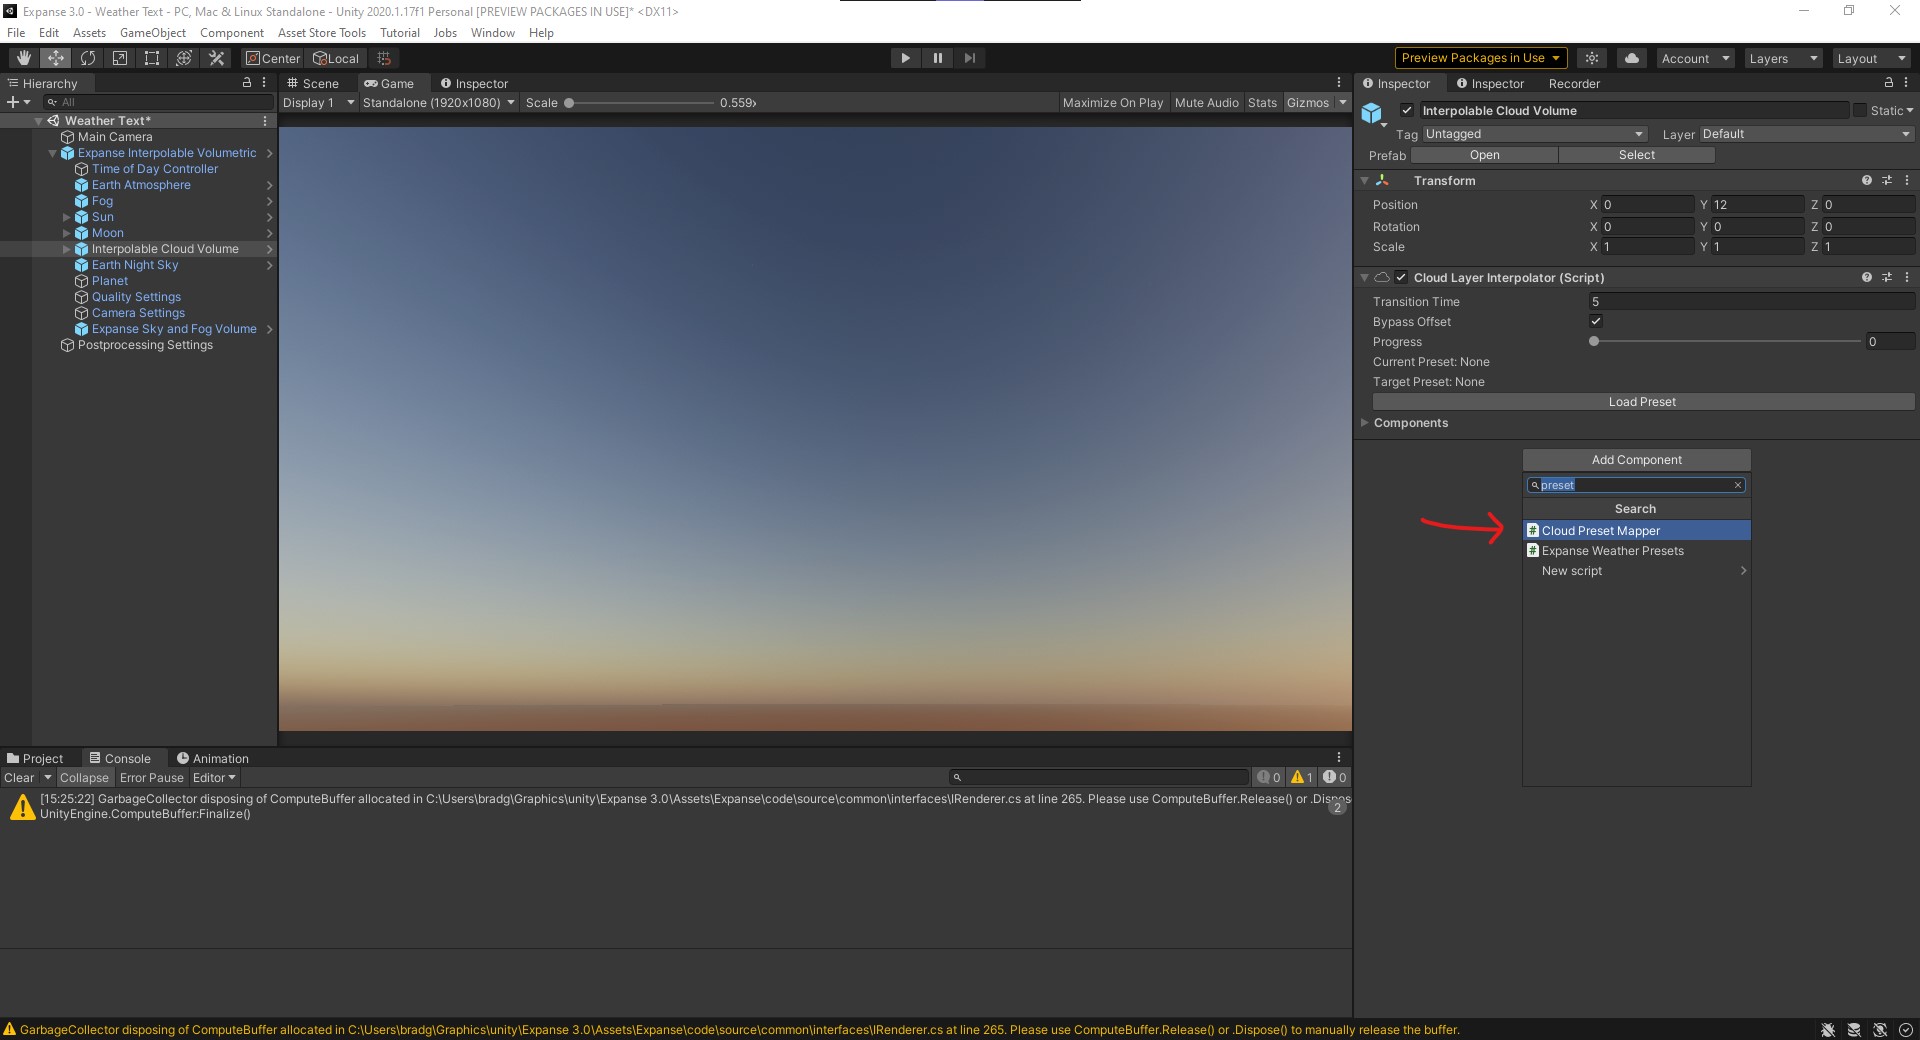 Expanse 3.0 - Weather Text - PC, Mac & Linux Standalone - Unity 2020.1.17f1 Personal [PREVIEW PACKAGES IN USE]* <DX11>
File Edit Assets GameObject Component Asset Store Tools Tutorial Jobs Window Help
Center Local Preview Packages in Use Account Layers Layout
Hierarchy
All
Weather Text*
Main Camera
Expanse Interpolable Volumetric
Time of Day Controller
Earth Atmosphere
Fog
Sun
Moon
Interpolable Cloud Volume
Earth Night Sky
Planet
Quality Settings
Camera Settings
Expanse Sky and Fog Volume
Postprocessing Settings
Scene Game Inspector
Display 1 Standalone (1920x1080) Scale 0.559x Maximize On Play Mute Audio Stats Gizmos
Inspector Inspector Recorder
Interpolable Cloud Volume Static
Tag Untagged Layer Default
Prefab Open Select
Transform
Position X 0 Y 12 Z 0
Rotation X 0 Y 0 Z 0
Scale X 1 Y 1 Z 1
Cloud Layer Interpolator (Script)
Transition Time 5
Bypass Offset
Progress 0
Current Preset: None
Target Preset: None
Load Preset
Components
Add Component
preset
Search
Cloud Preset Mapper
Expanse Weather Presets
New script
Project Console Animation
Clear Collapse Error Pause Editor 0 1 0
[15:25:22] GarbageCollector disposing of ComputeBuffer allocated in C:\Users\bradg\Graphics\unity\Expanse 3.0\Assets\Expanse\code\source\common\interfaces\IRenderer.cs at line 265. Please use ComputeBuffer.Release() or .Dispos
UnityEngine.ComputeBuffer:Finalize()
2
GarbageCollector disposing of ComputeBuffer allocated in C:\Users\bradg\Graphics\unity\Expanse 3.0\Assets\Expanse\code\source\common\interfaces\IRenderer.cs at line 265. Please use ComputeBuffer.Release() or .Dispose() to manually release the buffer.